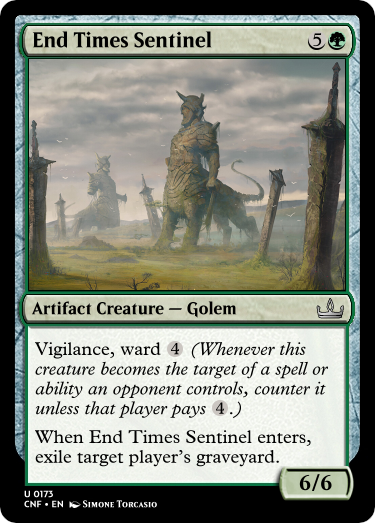 End Times Sentinel 5
Artifact Creature — Golem
Vigilance, ward 4 (Whenever this
creature becomes the target of a spell or
ability an opponent controls, counter it
unless that player pays 4.)
When End Times Sentinel enters,
exile target player's graveyard.
6/6
U 0173
CNF • EN Simone Torcasio